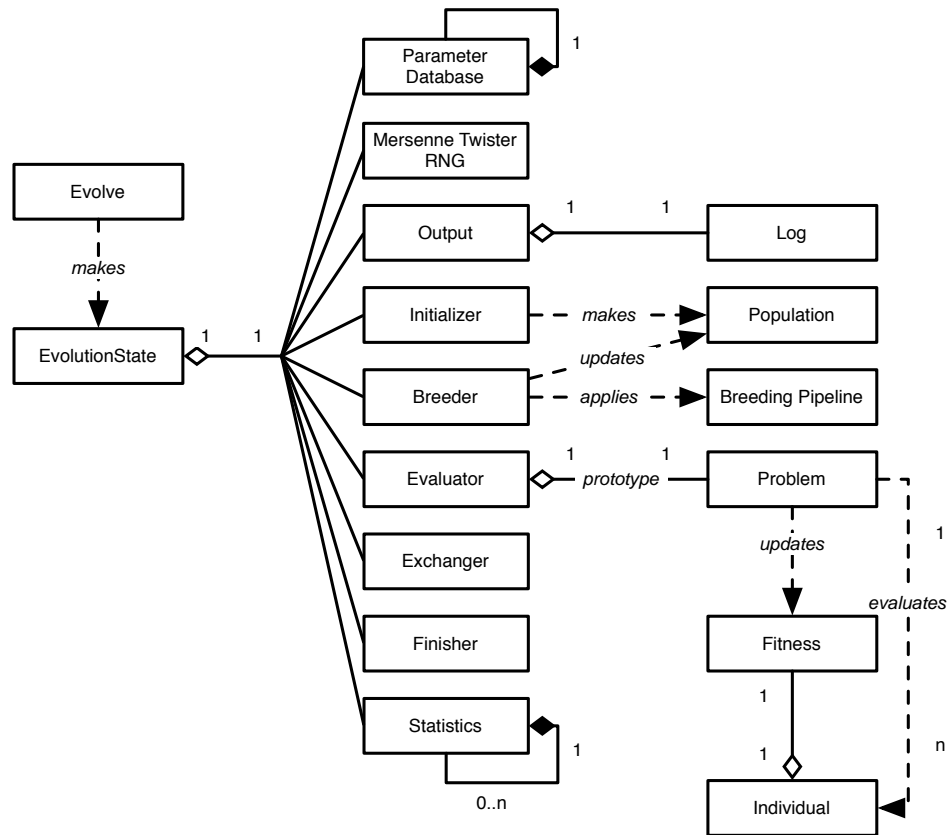 1
Parameter
Database
Mersenne Twister
RNG
Evolve
1
1
Output
Log
makes
Initializer
makes
Population
1
1
updates
EvolutionState
Breeder
applies
Breeding Pipeline
1
1
Evaluator
prototype
Problem
1
updates
Exchanger
evaluates
Finisher
Fitness
1
Statistics
1
1
n
0..n
Individual